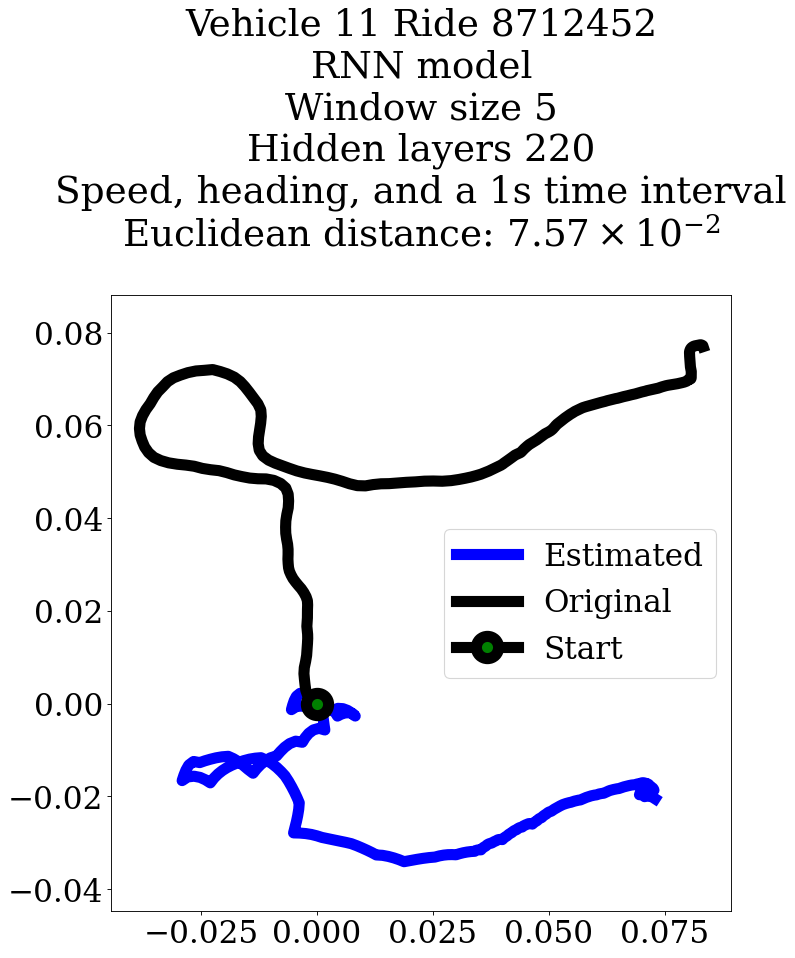 Vehicle 11 Ride 8712452
RNN model
Window size 5
Hidden layers 220
Speed, heading, and a 1s time interval
Euclidean distance: 7.57 × 10⁻²
0.08
0.06
0.04
0.02
0.00
−0.02
−0.04
Estimated
Original
Start
−0.025 0.000 0.025 0.050 0.075